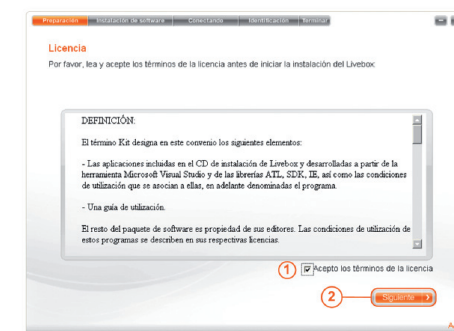 Preparación Instalación de software Conectando Identificación Terminar
Licencia
Por favor, lea y acepte los términos de la licencia antes de iniciar la instalación del Livebox:
DEFINICIÓN:
El término Kit designa en este convenio los siguientes elementos:
- Las aplicaciones incluidas en el CD de instalación de Livebox y desarrolladas a partir de la
herramienta Microsoft Visual Studio y de las librerías ATL, SDK, IE, así como las condiciones
de utilización que se asocian a ellas, en adelante denominadas el programa.
- Una guía de utilización.
El resto del paquete de software es propiedad de sus editores. Las condiciones de utilización de
estos programas se describen en sus respectivas licencias.
1 Acepto los términos de la licencia
2 Siguiente